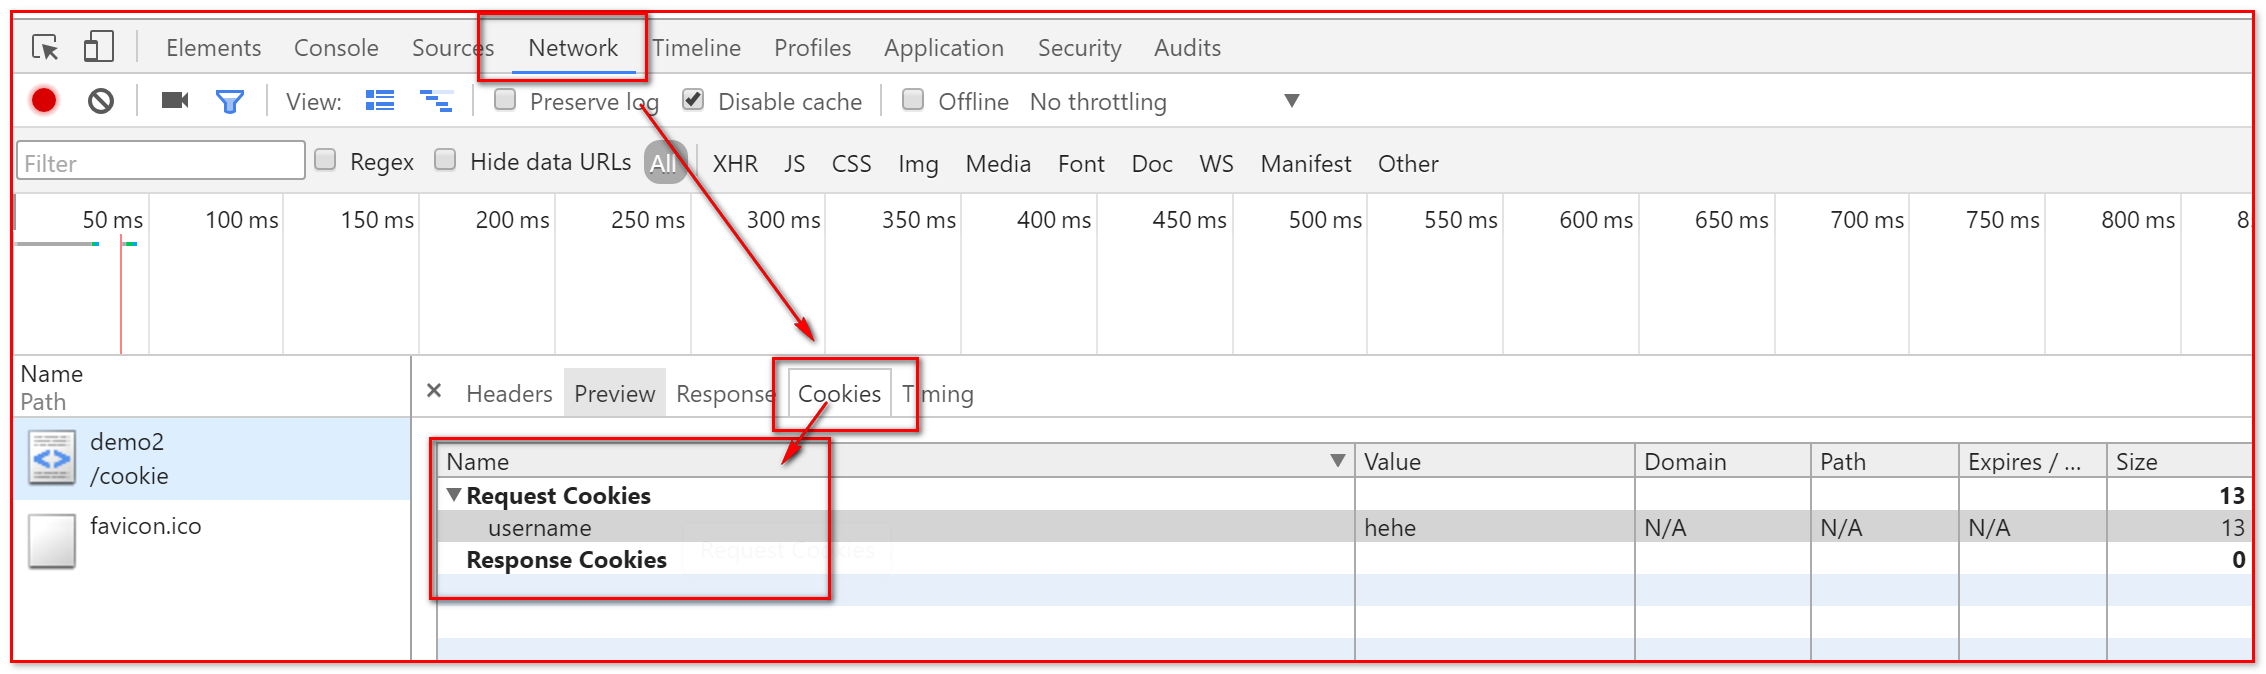 Elements Console Sources Network Timeline Profiles Application Security Audits
View: Preserve log Disable cache Offline No throttling
Filter Regex Hide data URLs All XHR JS CSS Img Media Font Doc WS Manifest Other
50 ms 100 ms 150 ms 200 ms 250 ms 300 ms 350 ms 400 ms 450 ms 500 ms 550 ms 600 ms 650 ms 700 ms 750 ms 800 ms 8
Name
Path
demo2
/cookie
favicon.ico
× Headers Preview Response Cookies Timing
Name Value Domain Path Expires / ... Size
Request Cookies 13
username hehe N/A N/A N/A 13
Request Cookies
Response Cookies 0